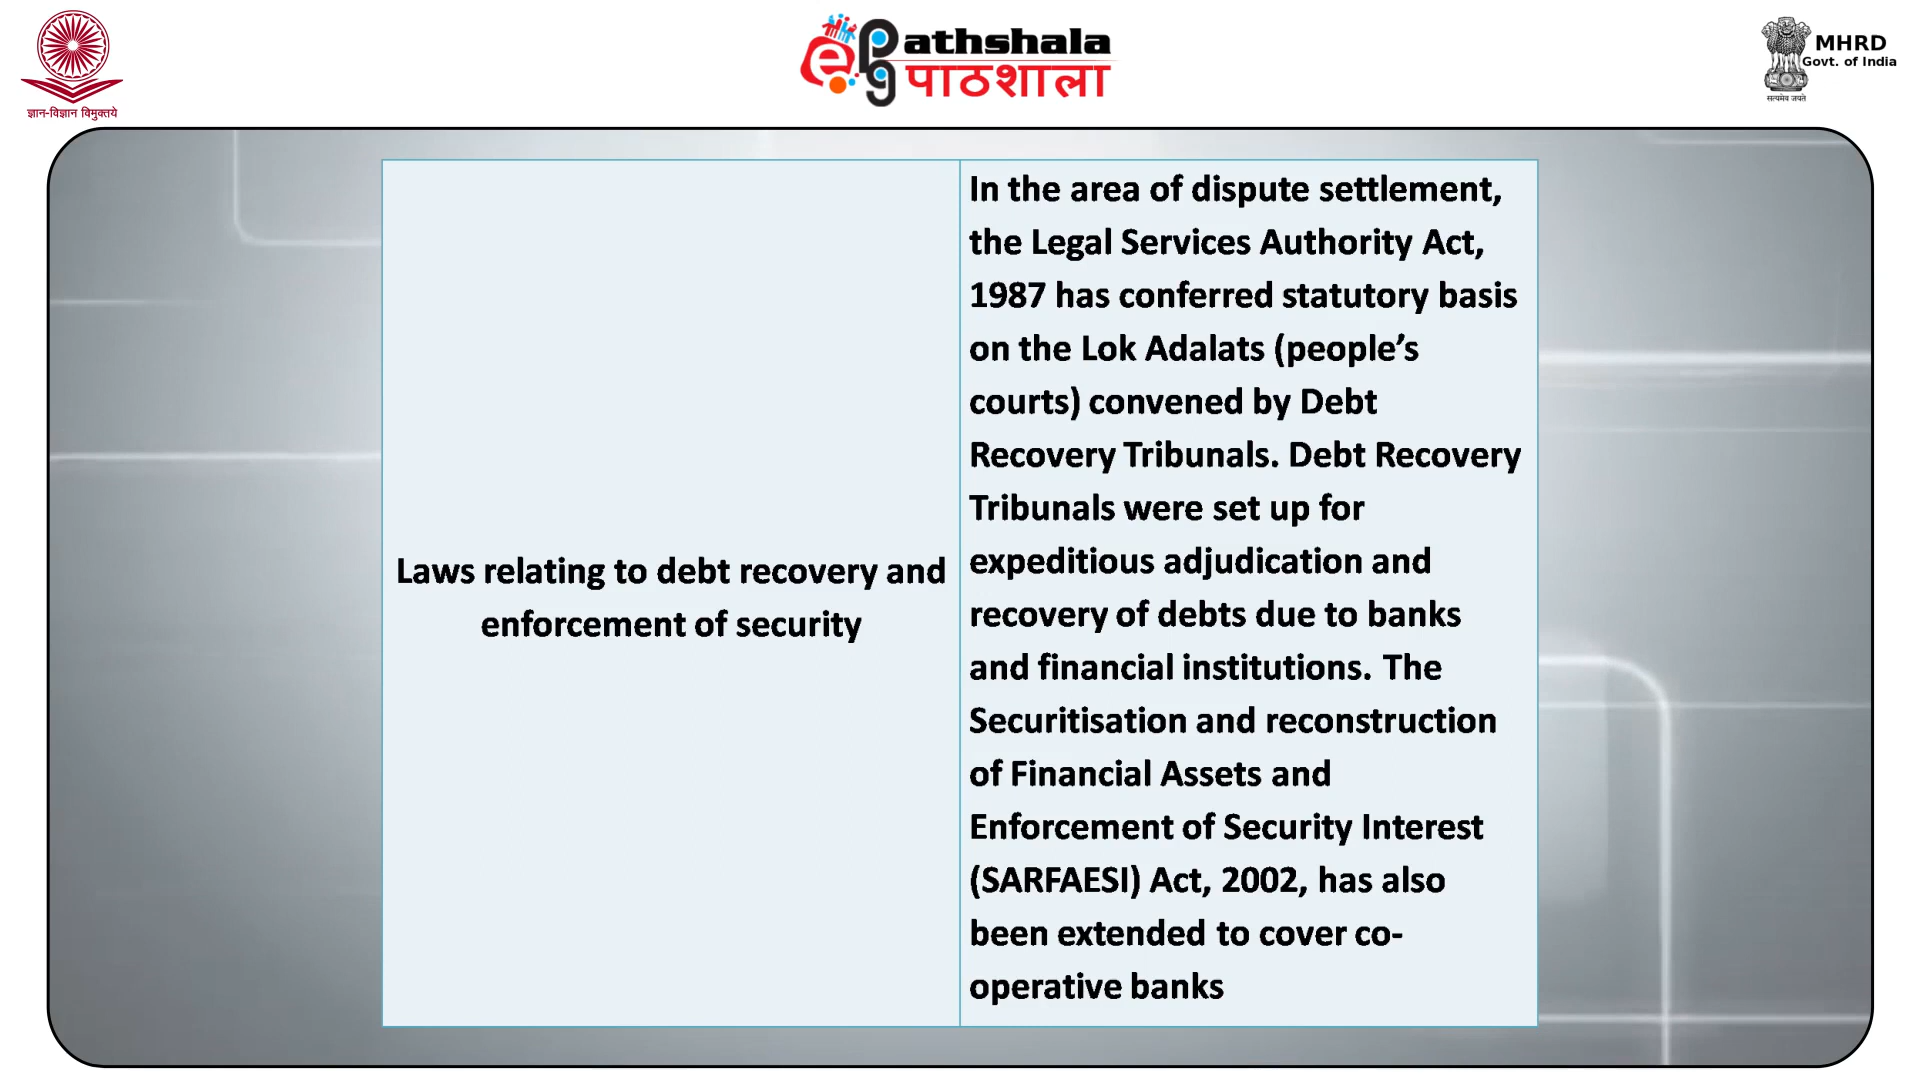 ज्ञान-विज्ञान विमुक्तये
e
pg
athshala
पाठशाला
सत्यमेव जयते
MHRD
Govt. of India
Laws relating to debt recovery and
enforcement of security
In the area of dispute settlement,
the Legal Services Authority Act,
1987 has conferred statutory basis
on the Lok Adalats (people’s
courts) convened by Debt
Recovery Tribunals. Debt Recovery
Tribunals were set up for
expeditious adjudication and
recovery of debts due to banks
and financial institutions. The
Securitisation and reconstruction
of Financial Assets and
Enforcement of Security Interest
(SARFAESI) Act, 2002, has also
been extended to cover co-
operative banks